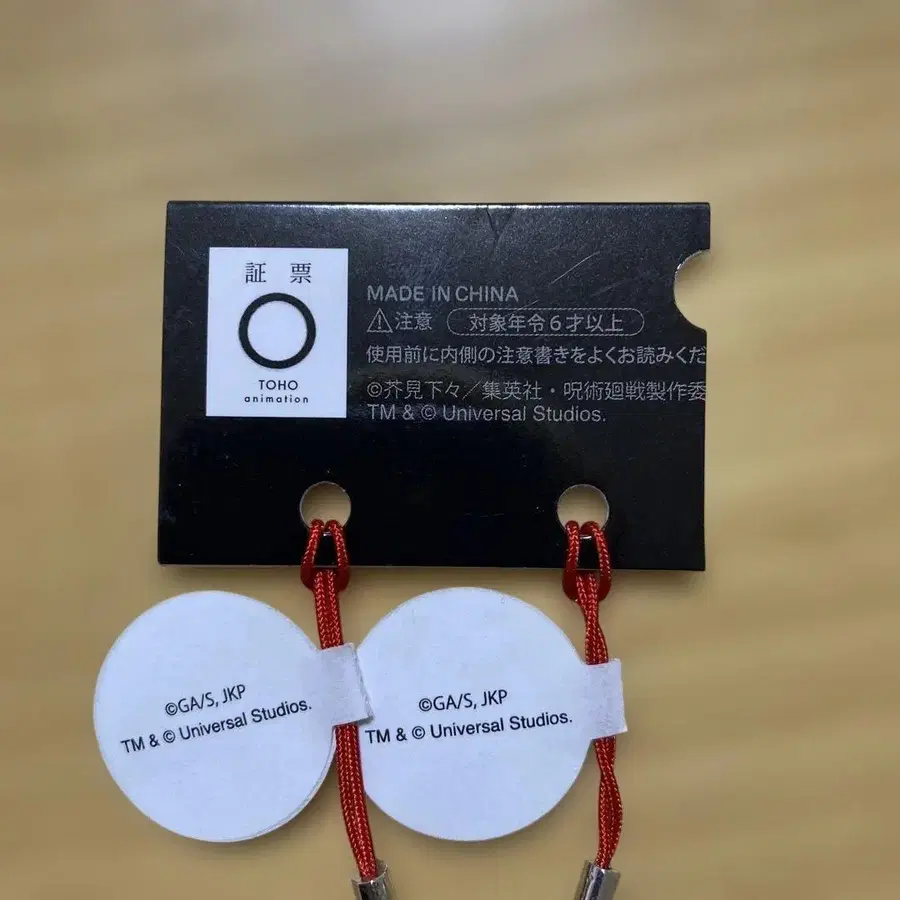 証 票
TOHO
animation
MADE IN CHINA
⚠注意 対象年令6才以上
使用前に内側の注意書きをよくお読みくだ
©芥見下々／集英社・呪術廻戦製作委
TM & © Universal Studios.
©GA/S, JKP
TM & © Universal Studios.
©GA/S, JKP
TM & © Universal Studios.